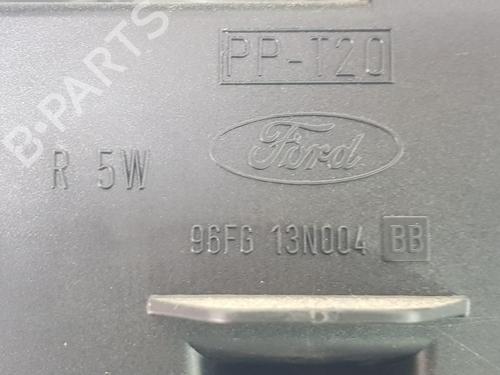 B-PARTS
PP-T20
Ford
R 5W
96FG 13N004 BB